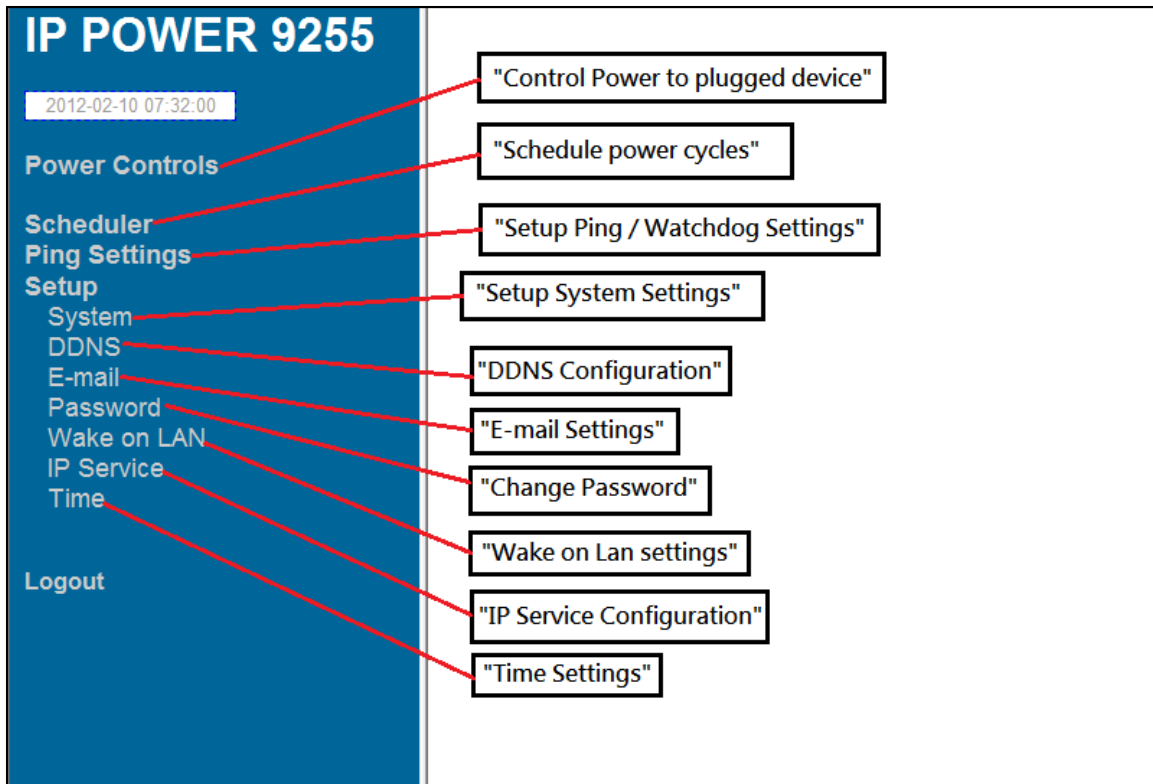 IP POWER 9255
2012-02-10 07:32:00
Power Controls
Scheduler
Ping Settings
Setup
System
DDNS
E-mail
Password
Wake on LAN
IP Service
Time
Logout
"Control Power to plugged device"
"Schedule power cycles"
"Setup Ping / Watchdog Settings"
"Setup System Settings"
"DDNS Configuration"
"E-mail Settings"
"Change Password"
"Wake on Lan settings"
"IP Service Configuration"
"Time Settings"